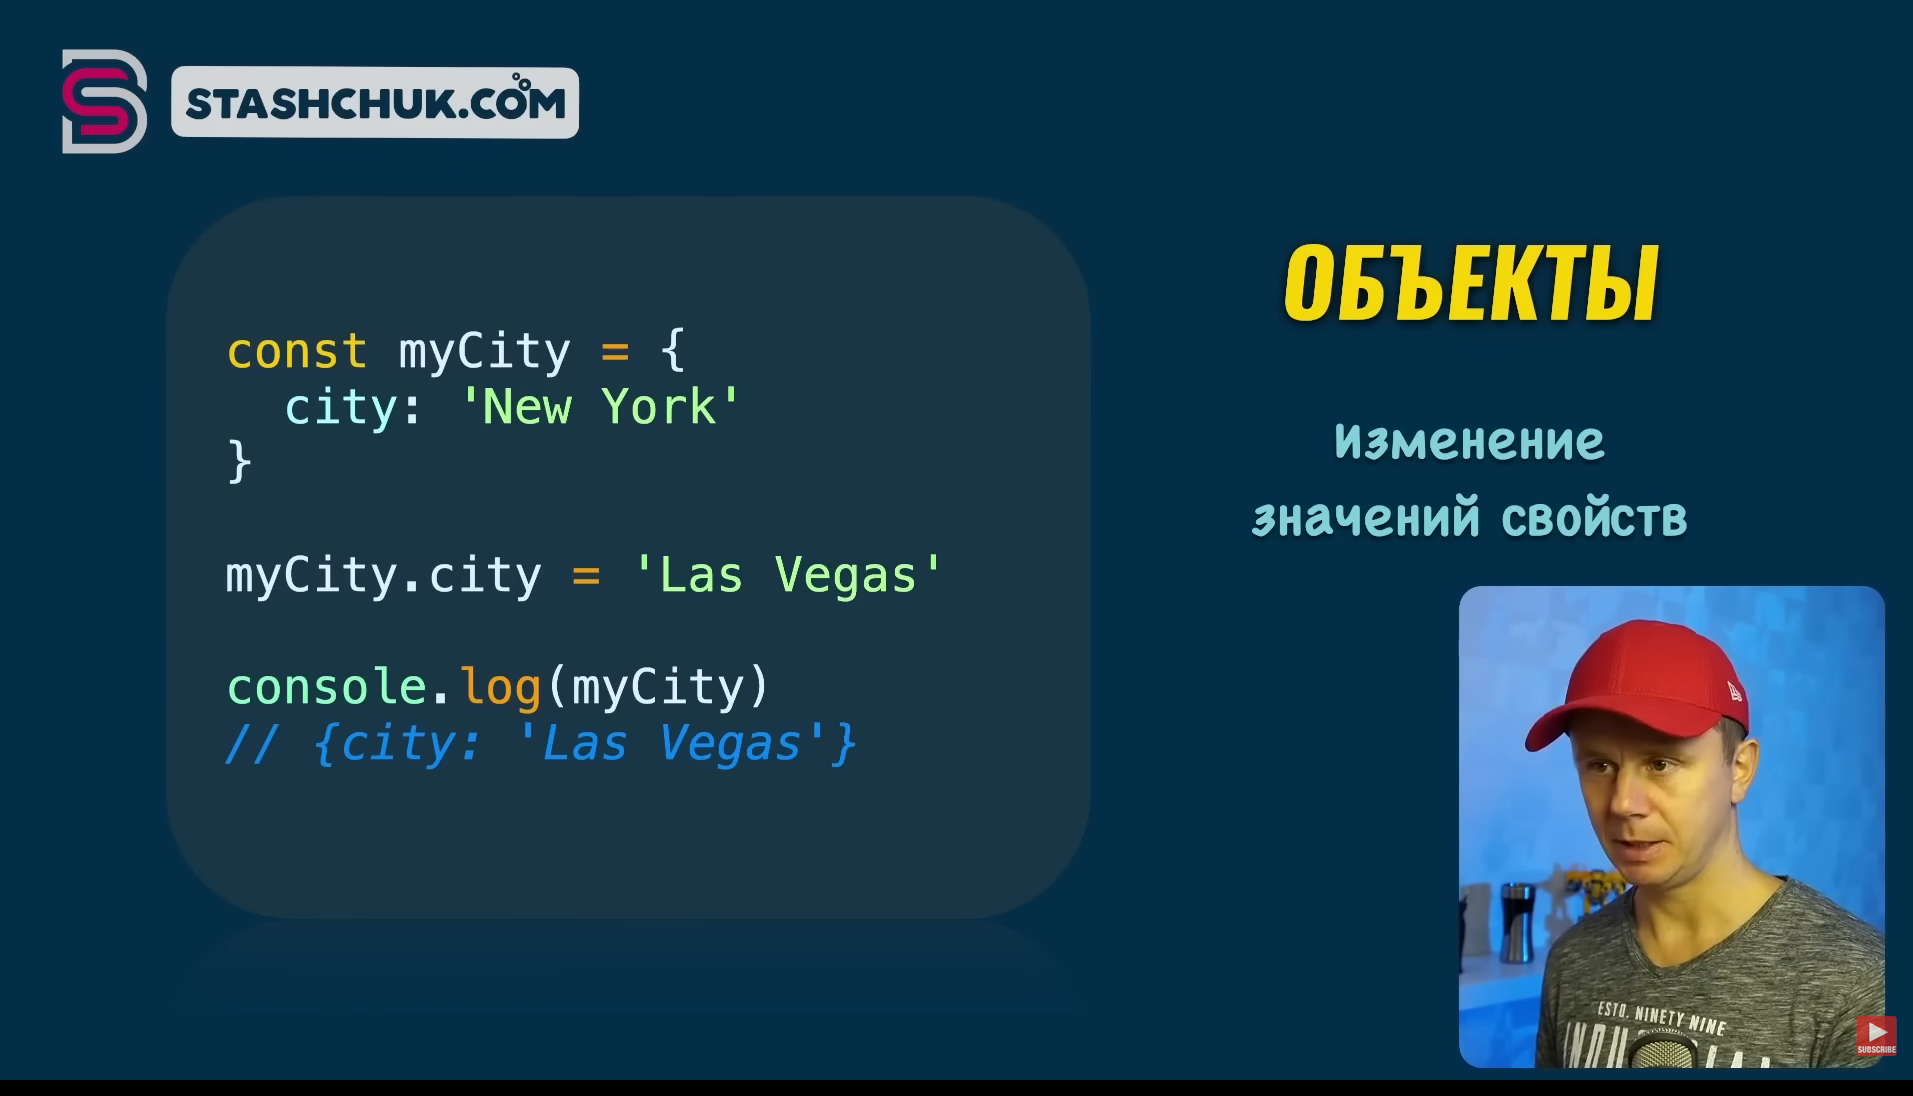 STASHCHUK.COM
const myCity = {
  city: 'New York'
}
myCity.city = 'Las Vegas'
console.log(myCity)
// {city: 'Las Vegas'}
ОБЪЕКТЫ
Изменение
значений свойств
ESTD. NINETY NINE
SUBSCRIBE